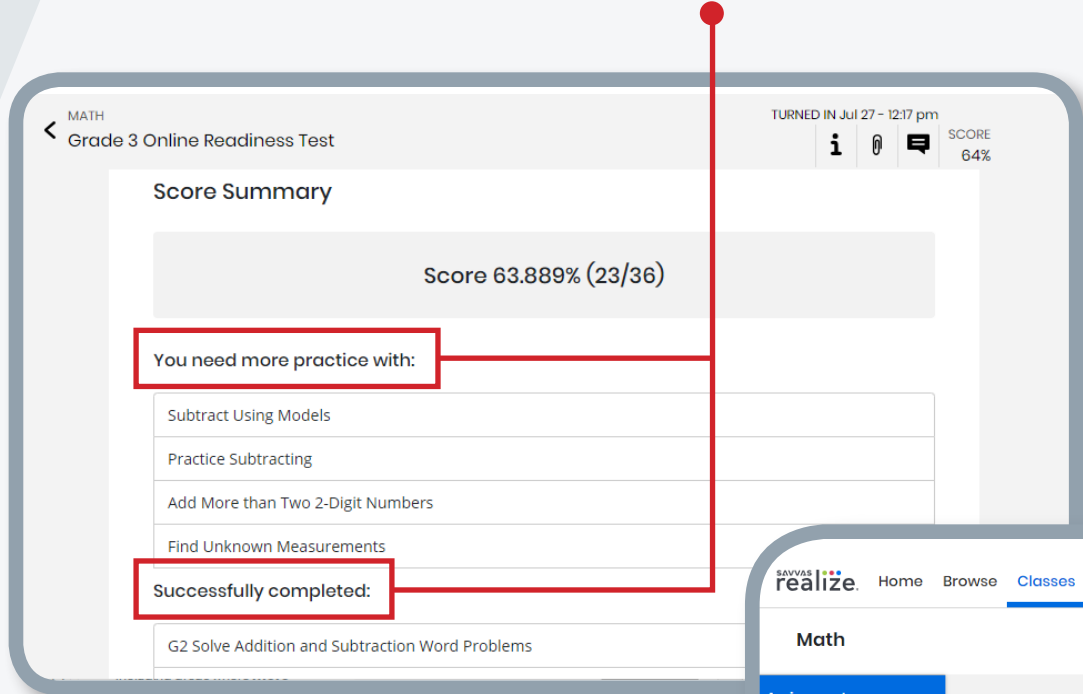 MATH
Grade 3 Online Readiness Test
TURNED IN Jul 27 - 12:17 pm
SCORE
64%
Score Summary
Score 63.889% (23/36)
You need more practice with:
Subtract Using Models
Practice Subtracting
Add More than Two 2-Digit Numbers
Find Unknown Measurements
Successfully completed:
G2 Solve Addition and Subtraction Word Problems
SAVVAS realize. Home Browse Classes
Math